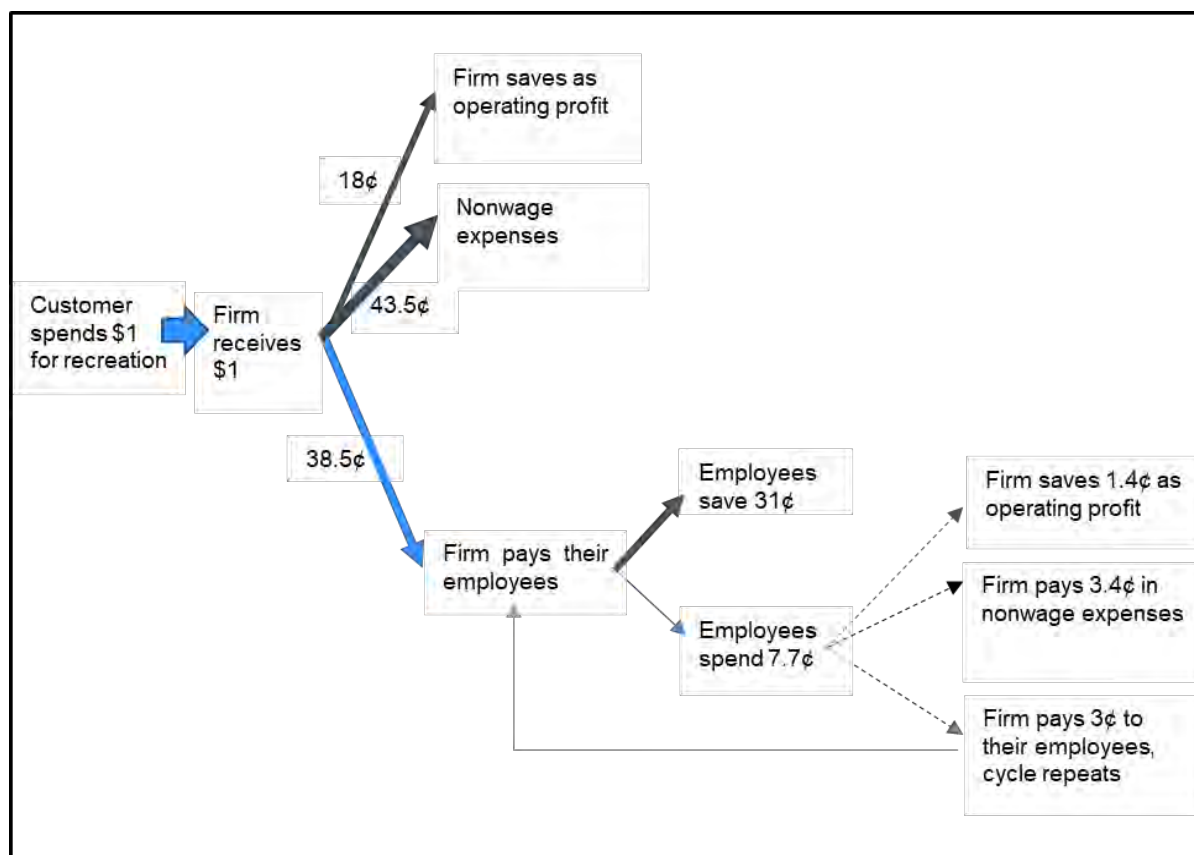 Firm saves as
operating profit
18¢
Nonwage
expenses
43.5¢
Customer
spends $1
for recreation
Firm
receives
$1
38.5¢
Firm pays their
employees
Employees
save 31¢
Employees
spend 7.7¢
Firm saves 1.4¢ as
operating profit
Firm pays 3.4¢ in
nonwage expenses
Firm pays 3¢ to
their employees,
cycle repeats